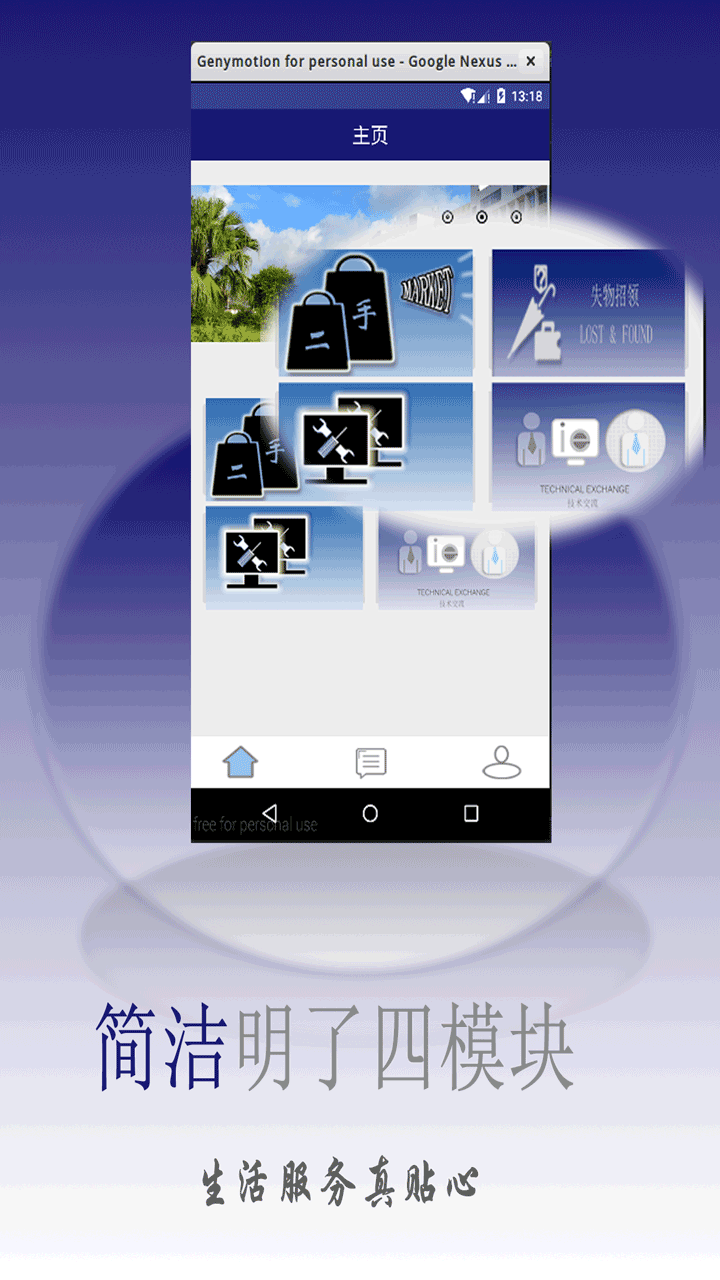 Genymotion for personal use - Google Nexus ...
13:18
主页
二手
MARKET
失物招领
LOST & FOUND
二手
TECHNICAL EXCHANGE
技术交流
TECHNICAL EXCHANGE
技术交流
free for personal use
简洁明了四模块
生活服务真贴心